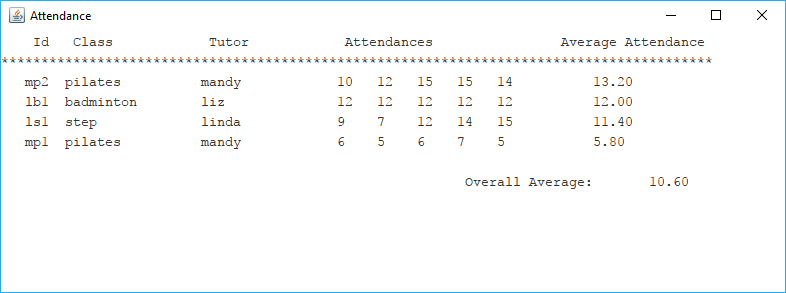 Attendance
Id Class Tutor Attendances Average Attendance
*****************************************************************************************
mp2 pilates mandy 10 12 15 15 14 13.20
lb1 badminton liz 12 12 12 12 12 12.00
ls1 step linda 9 7 12 14 15 11.40
mp1 pilates mandy 6 5 6 7 5 5.80
Overall Average: 10.60